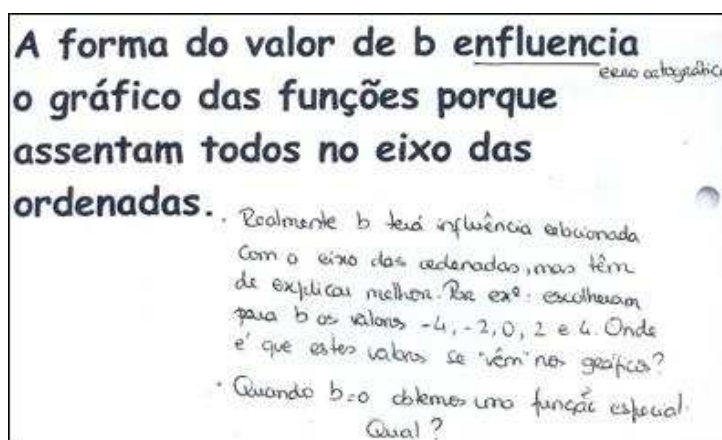 A forma do valor de b enfluencia
erro ortográfico
o gráfico das funções porque
assentam todos no eixo das
ordenadas.
. Realmente b terá influência relacionada
com o eixo das ordenadas, mas têm
de explicar melhor. Por exº: escolheram
para b os valores -4, -2, 0, 2 e 4. Onde
é que estes valores se "vêm" nos gráficos?
. Quando b=0 obtemos uma função especial.
Qual?